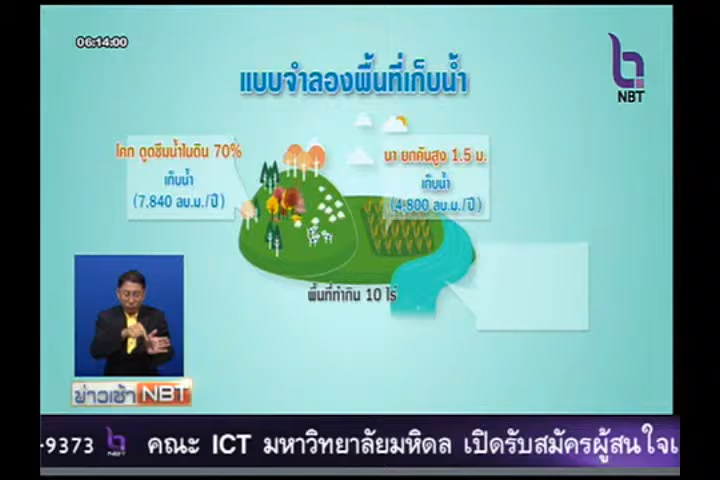 06:14:00
NBT
แบบจำลองพื้นที่เก็บน้ำ
โคก ดูดซึมน้ำในดิน 70%
เก็บน้ำ
(7,840 ลบ.ม./ปี)
นา ยกคันสูง 1.5 ม.
เก็บน้ำ
(4,800 ลบ.ม./ปี)
พื้นที่ทำกิน 10 ไร่
ข่าวเช้า NBT
-9373 NBT คณะ ICT มหาวิทยาลัยมหิดล เปิดรับสมัครผู้สนใจเ